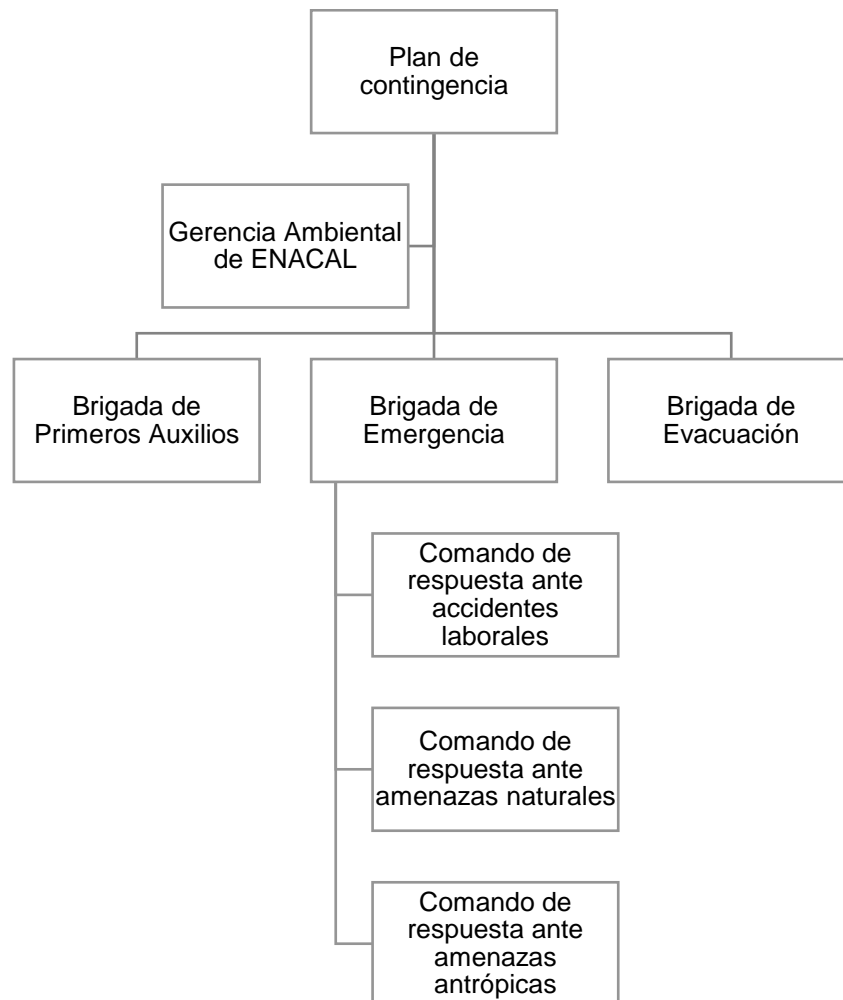 Plan de
contingencia
Gerencia Ambiental
de ENACAL
Brigada de
Primeros Auxilios
Brigada de
Emergencia
Brigada de
Evacuación
Comando de
respuesta ante
accidentes
laborales
Comando de
respuesta ante
amenazas naturales
Comando de
respuesta ante
amenazas
antrópicas